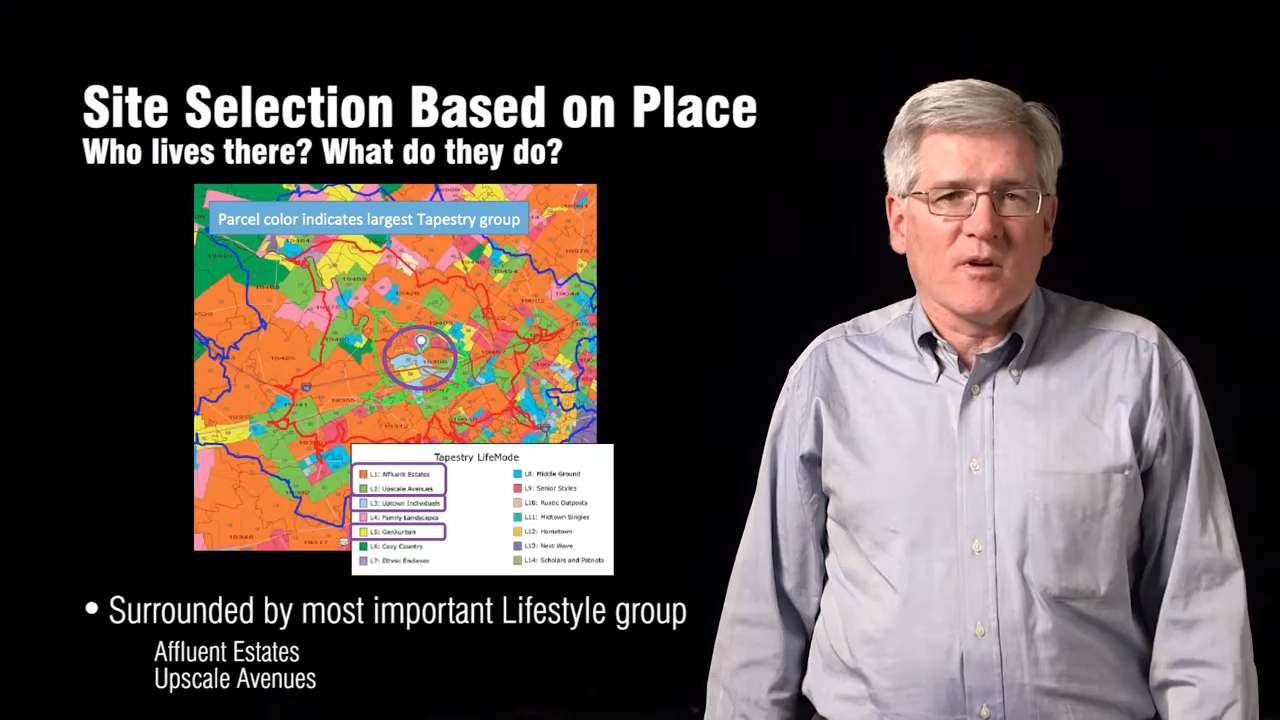 Site Selection Based on Place
Who lives there? What do they do?
Parcel color indicates largest Tapestry group
Tapestry LifeMode
L1: Affluent Estates
L2: Upscale Avenues
L3: Uptown Individuals
L4: Family Landscapes
L5: GenXurban
L6: Cozy Country
L7: Ethnic Enclaves
L8: Middle Ground
L9: Senior Styles
L10: Rustic Outposts
L11: Midtown Singles
L12: Hometown
L13: Next Wave
L14: Scholars and Patriots
• Surrounded by most important Lifestyle group
Affluent Estates
Upscale Avenues